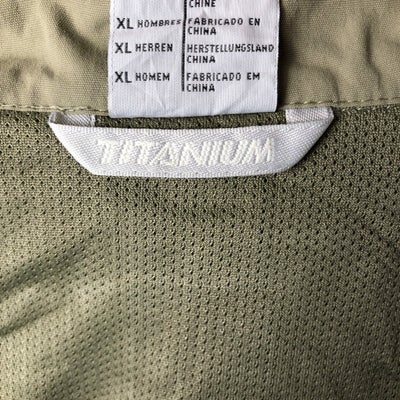 CHINE
XL HOMBRES FABRICADO EN
CHINA
XL HERREN HERSTELLUNGSLAND
CHINA
XL HOMEM FABRICADO EM
CHINA
TITANIUM